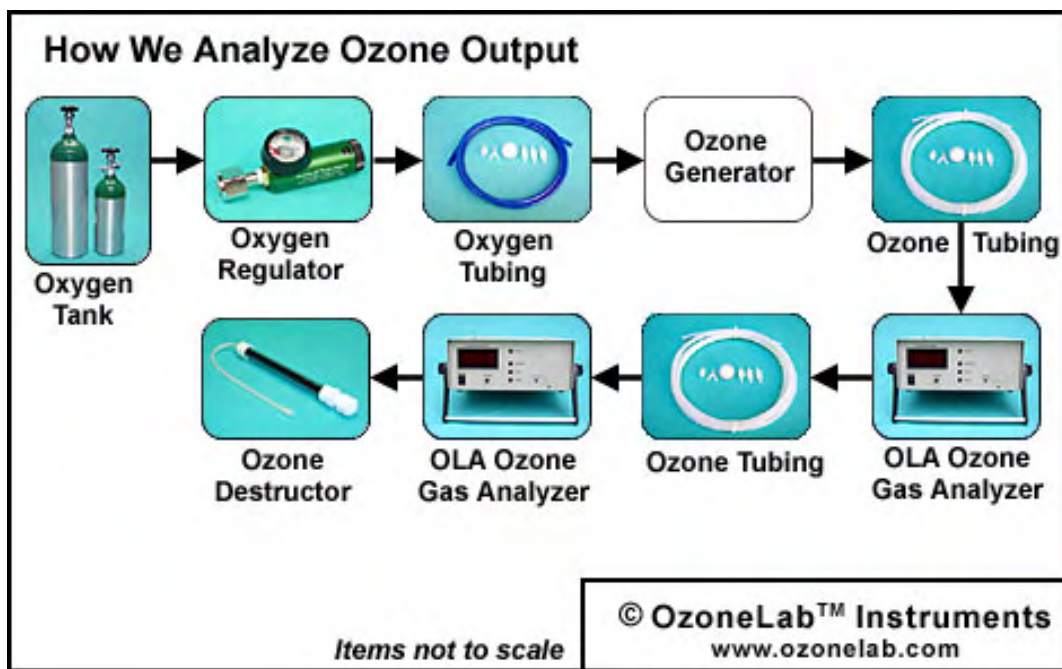 How We Analyze Ozone Output
Oxygen
Tank
Oxygen
Regulator
Oxygen
Tubing
Ozone
Generator
Ozone Tubing
OLA Ozone
Gas Analyzer
Ozone Tubing
OLA Ozone
Gas Analyzer
Ozone
Destructor
Items not to scale
© OzoneLab™ Instruments
www.ozonelab.com